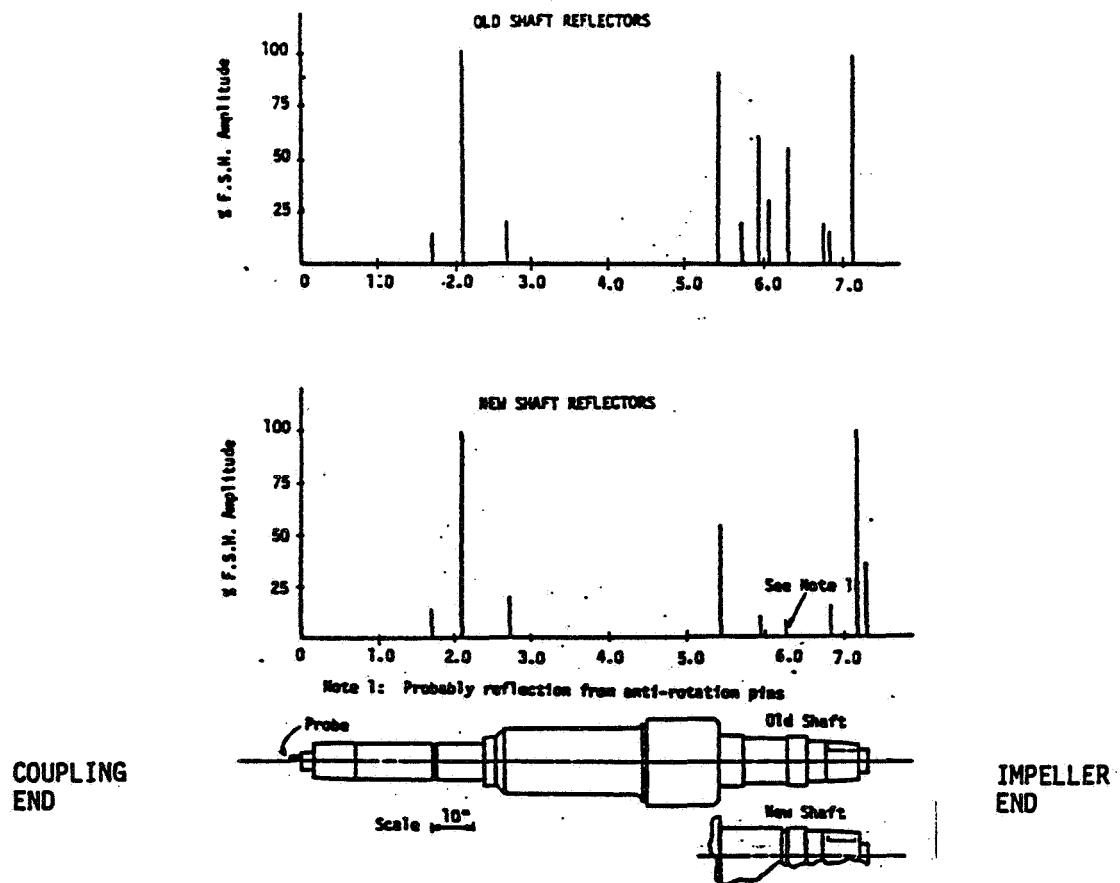 OLD SHAFT REFLECTORS
% F.S.H. Amplitude
100
75
50
25
0 1.0 2.0 3.0 4.0 5.0 6.0 7.0
NEW SHAFT REFLECTORS
% F.S.H. Amplitude
100
75
50
25
See Note 1
0 1.0 2.0 3.0 4.0 5.0 6.0 7.0
Note 1: Probably reflection from anti-rotation pins
Probe
Old Shaft
COUPLING
END
IMPELLER
END
Scale 10"
New Shaft